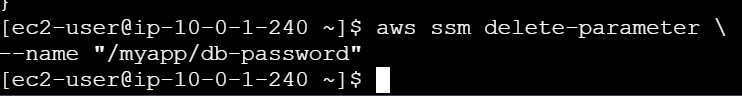 }
[ec2-user@ip-10-0-1-240 ~]$ aws ssm delete-parameter \
--name "/myapp/db-password"
[ec2-user@ip-10-0-1-240 ~]$